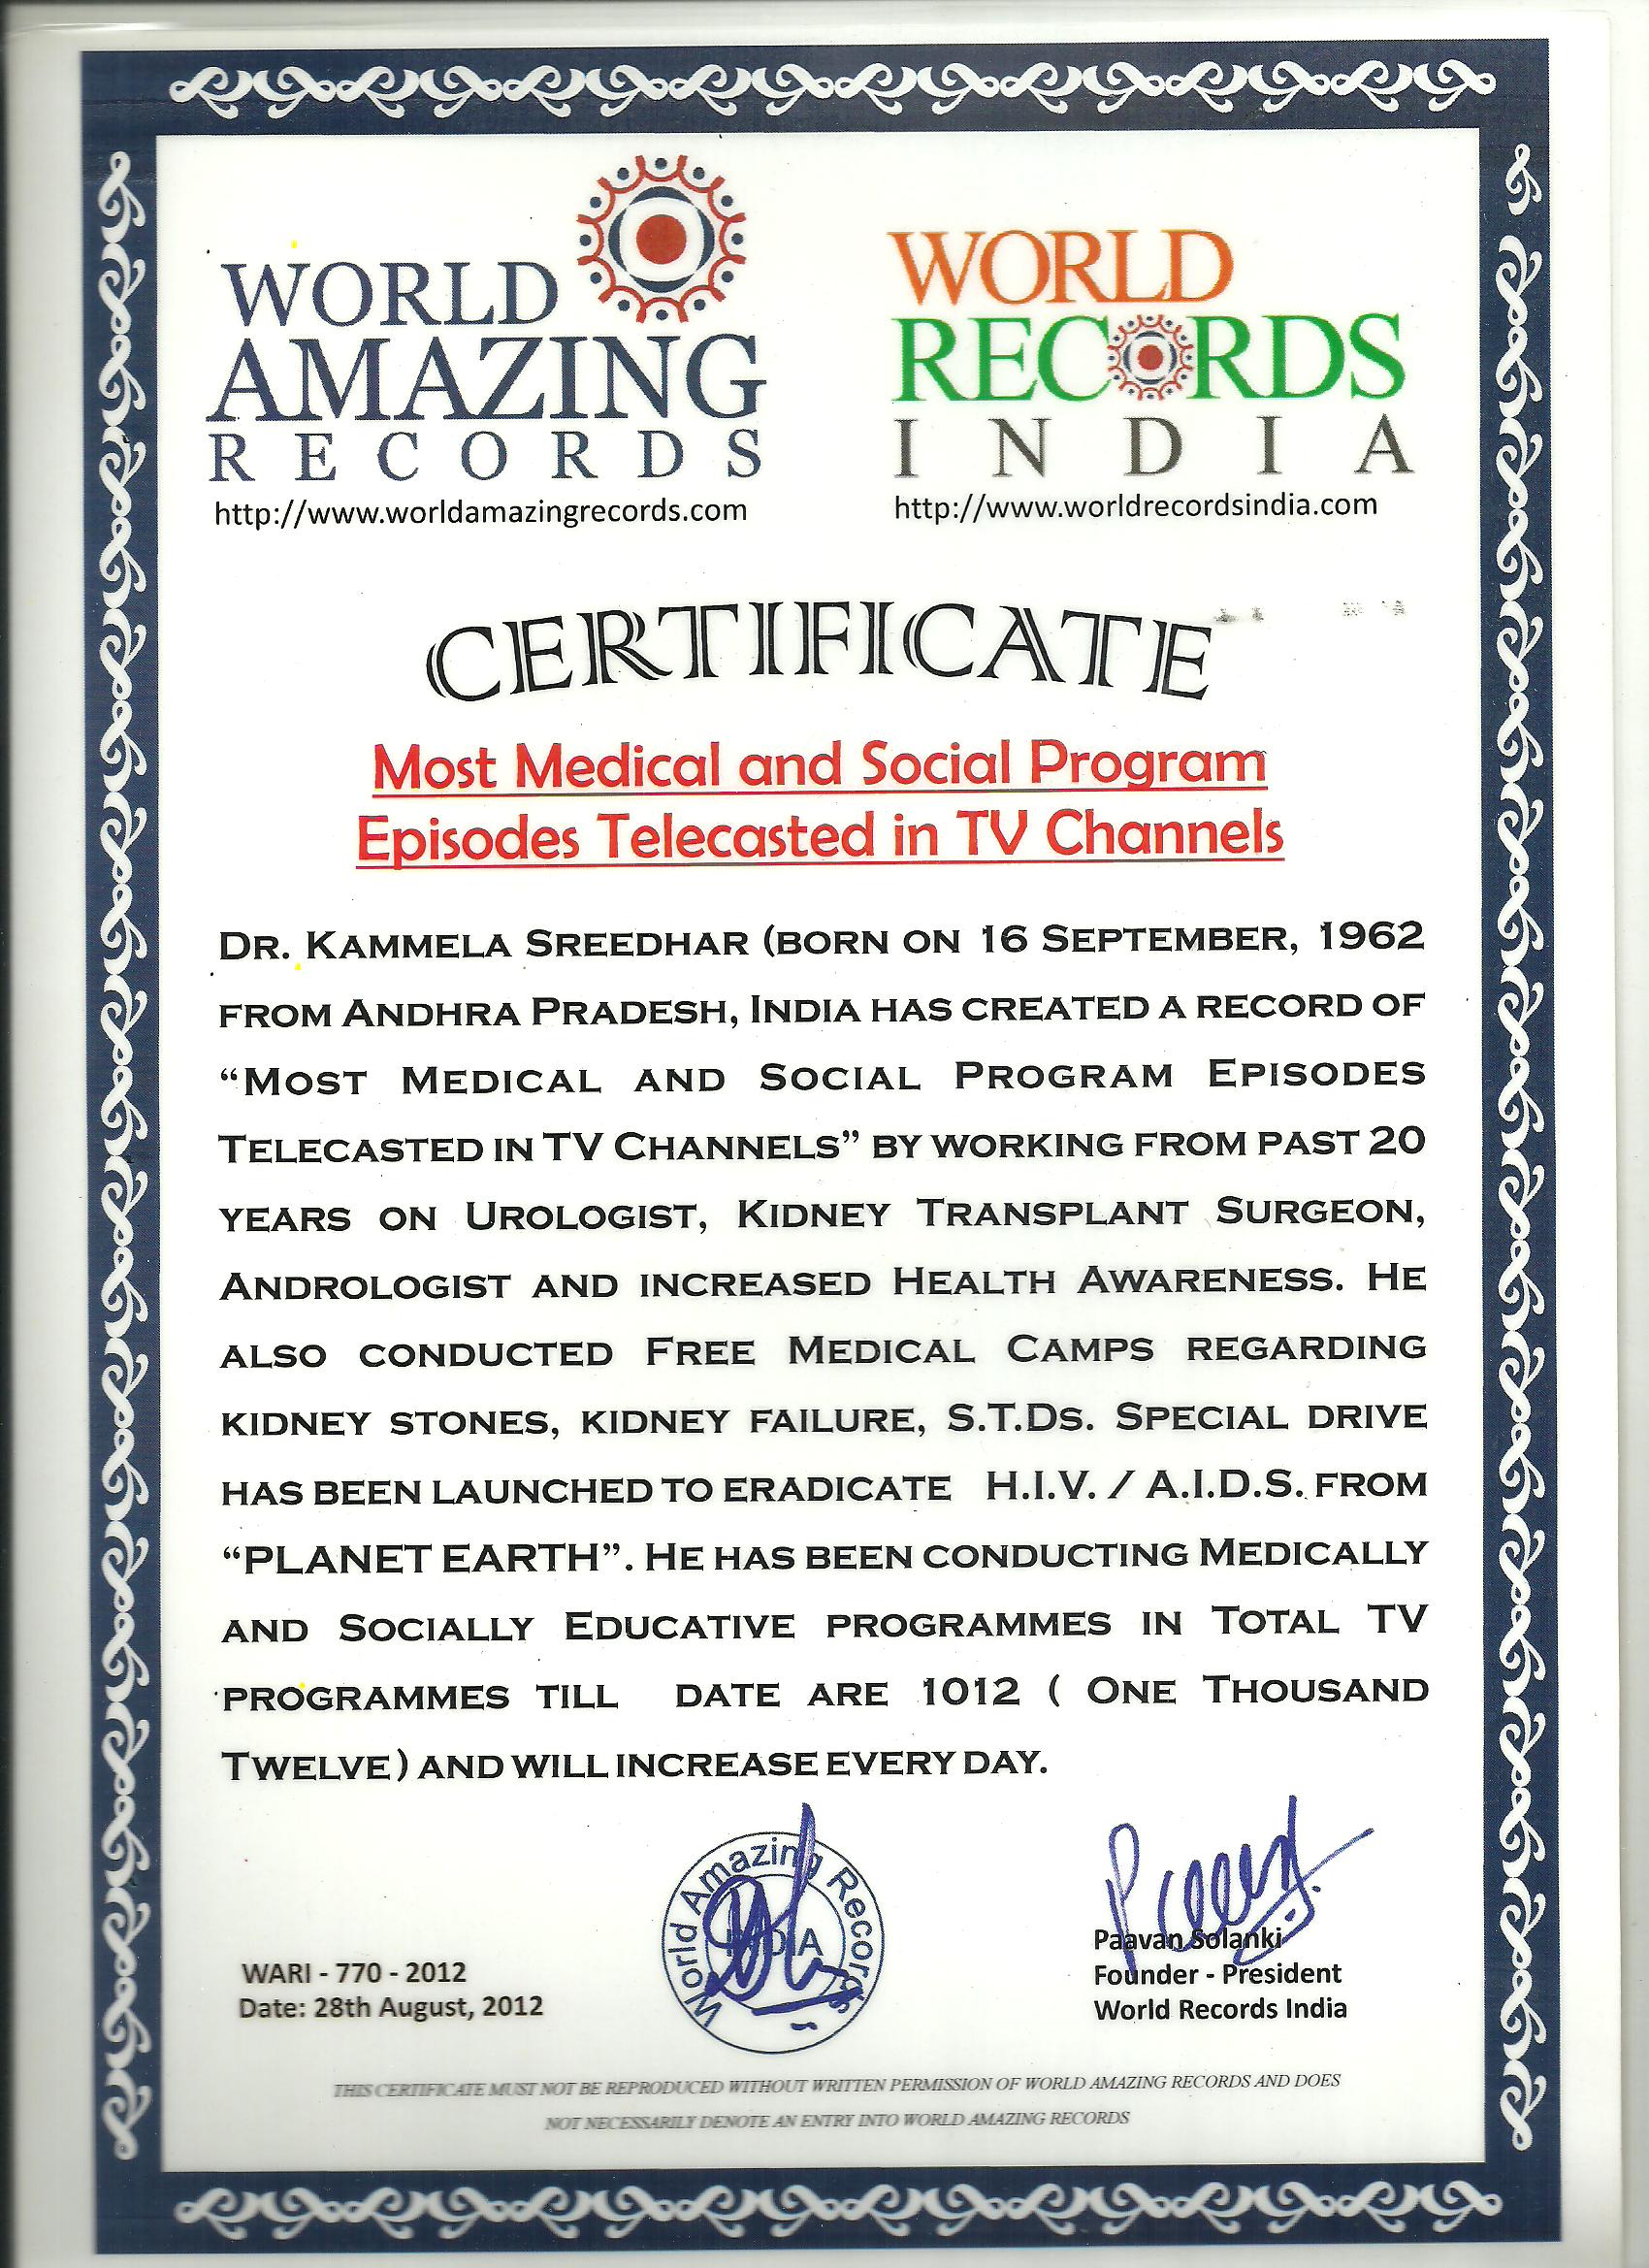 WORLD
AMAZING
RECORDS
http://www.worldamazingrecords.com
WORLD
RECORDS
INDIA
http://www.worldrecordsindia.com
CERTIFICATE
Most Medical and Social Program
Episodes Telecasted in TV Channels
DR. KAMMELA SREEDHAR (BORN ON 16 SEPTEMBER, 1962
FROM ANDHRA PRADESH, INDIA HAS CREATED A RECORD OF
“MOST MEDICAL AND SOCIAL PROGRAM EPISODES
TELECASTED IN TV CHANNELS” BY WORKING FROM PAST 20
YEARS ON UROLOGIST, KIDNEY TRANSPLANT SURGEON,
ANDROLOGIST AND INCREASED HEALTH AWARENESS. HE
ALSO CONDUCTED FREE MEDICAL CAMPS REGARDING
KIDNEY STONES, KIDNEY FAILURE, S.T.DS. SPECIAL DRIVE
HAS BEEN LAUNCHED TO ERADICATE H.I.V. / A.I.D.S. FROM
“PLANET EARTH”. HE HAS BEEN CONDUCTING MEDICALLY
AND SOCIALLY EDUCATIVE PROGRAMMES IN TOTAL TV
PROGRAMMES TILL DATE ARE 1012 ( ONE THOUSAND
TWELVE) AND WILL INCREASE EVERY DAY.
World Amazing Records
INDIA
WARI - 770 - 2012
Date: 28th August, 2012
Paavan Solanki
Founder - President
World Records India
THIS CERTIFICATE MUST NOT BE REPRODUCED WITHOUT WRITTEN PERMISSION OF WORLD AMAZING RECORDS AND DOES
NOT NECESSARILY DENOTE AN ENTRY INTO WORLD AMAZING RECORDS